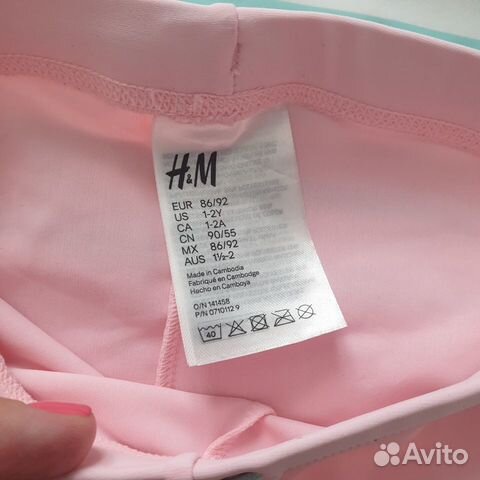 H&M
EUR 86/92
US 1-2Y
CA 1-2A
CN 90/55
MX 86/92
AUS 1½-2
Made in Cambodia
Fabriqué en Cambodge
Hecho en Camboya
O/N 141458
P/N 0710112 9
40
Avito